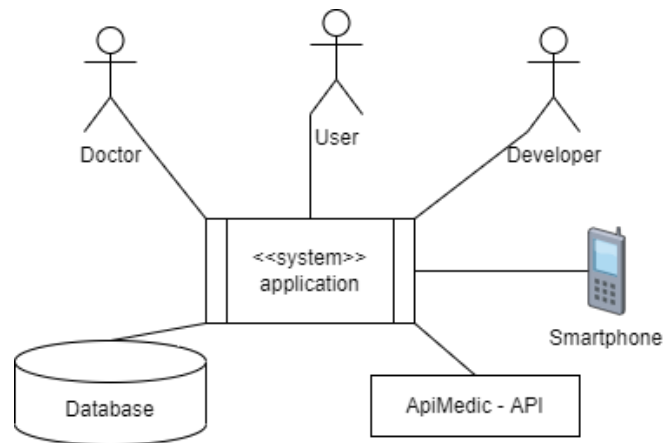 Doctor
User
Developer
<<system>>
application
Smartphone
Database
ApiMedic - API